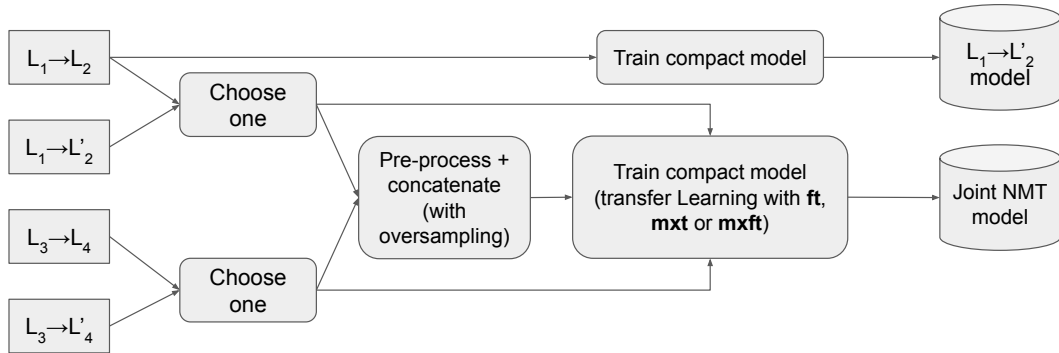 L₁→L₂
Train compact model
L₁→L'₂
model
Choose
one
L₁→L'₂
Pre-process +
concatenate
(with
oversampling)
Train compact model
(transfer Learning with ft,
mxt or mxft)
Joint NMT
model
L₃→L₄
Choose
one
L₃→L'₄